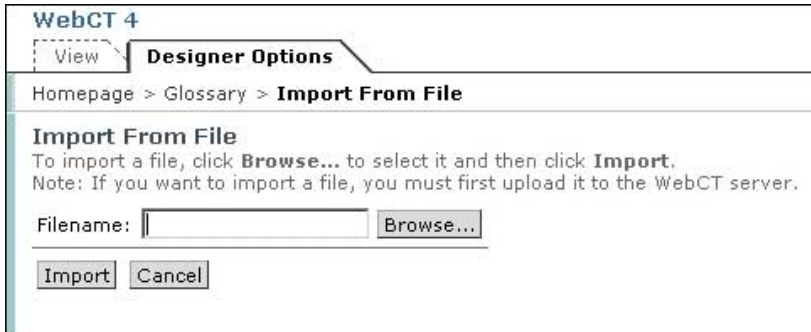 WebCT 4
View Designer Options
Homepage > Glossary > Import From File
Import From File
To import a file, click Browse... to select it and then click Import.
Note: If you want to import a file, you must first upload it to the WebCT server.
Filename: Browse...
Import Cancel